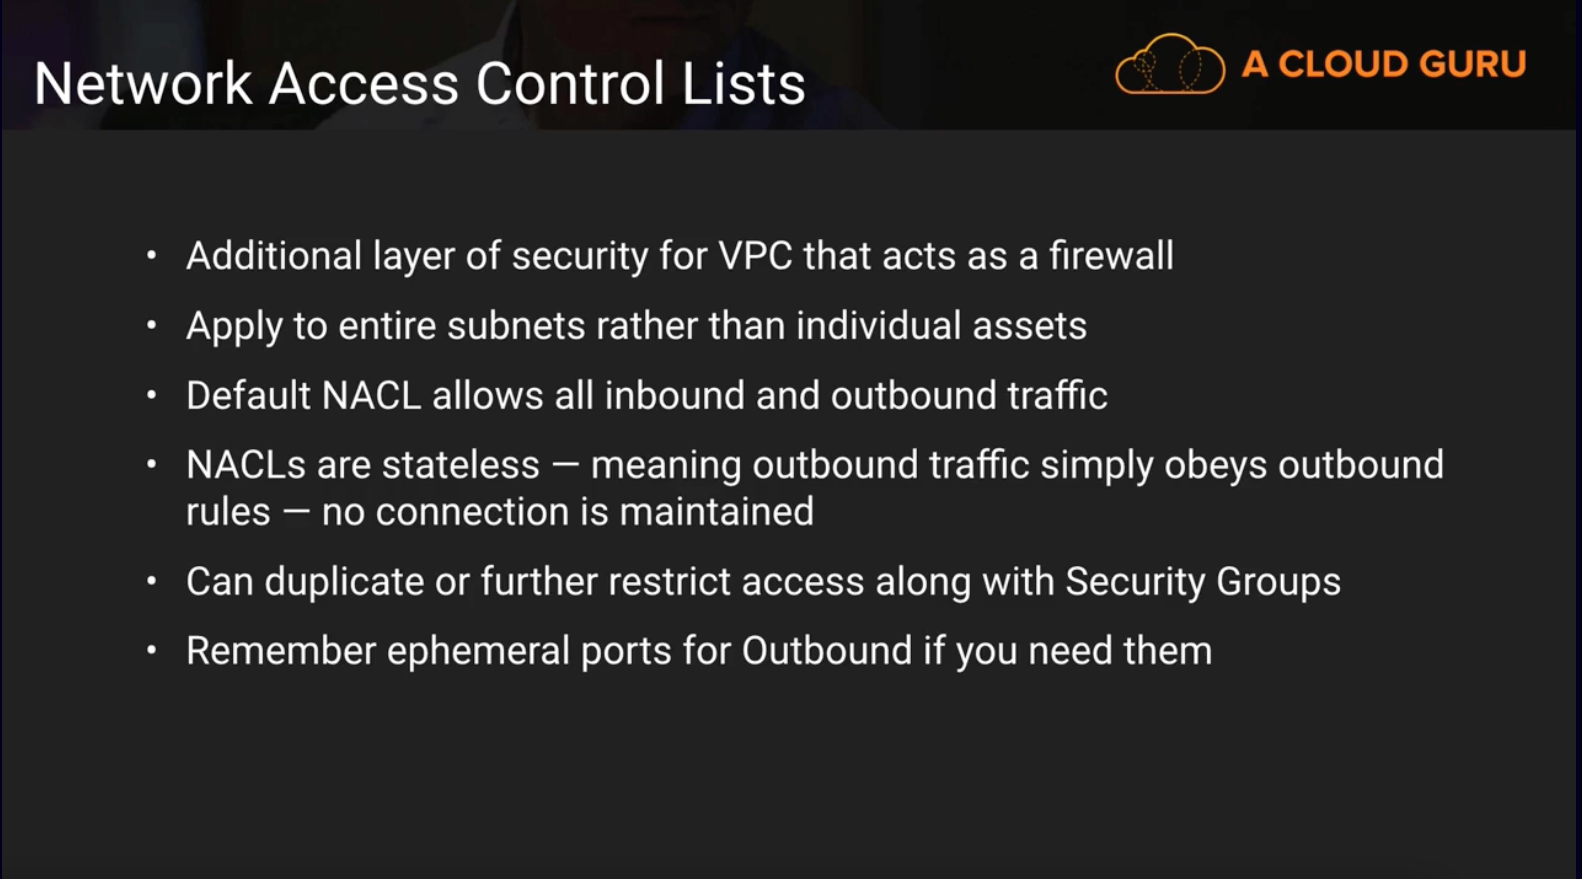 Network Access Control Lists
A CLOUD GURU
• Additional layer of security for VPC that acts as a firewall
• Apply to entire subnets rather than individual assets
• Default NACL allows all inbound and outbound traffic
• NACLs are stateless — meaning outbound traffic simply obeys outbound
rules — no connection is maintained
• Can duplicate or further restrict access along with Security Groups
• Remember ephemeral ports for Outbound if you need them